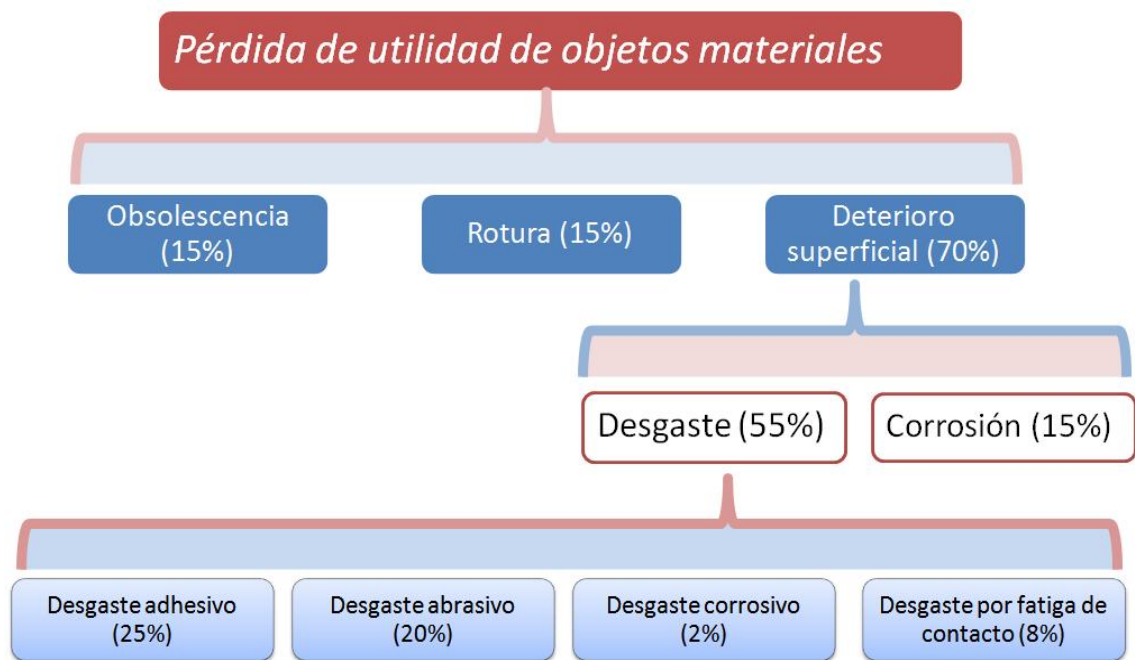 Pérdida de utilidad de objetos materiales
Obsolescencia
(15%)
Rotura (15%)
Deterioro
superficial (70%)
Desgaste (55%)
Corrosión (15%)
Desgaste adhesivo
(25%)
Desgaste abrasivo
(20%)
Desgaste corrosivo
(2%)
Desgaste por fatiga de
contacto (8%)